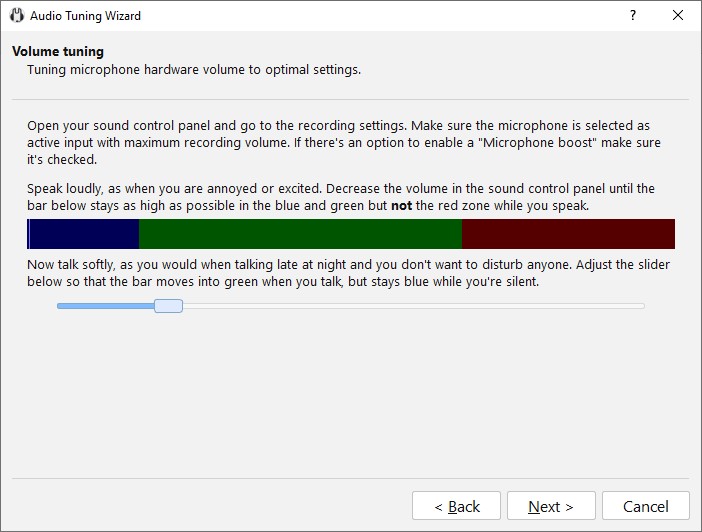 Audio Tuning Wizard
?
Volume tuning
Tuning microphone hardware volume to optimal settings.
Open your sound control panel and go to the recording settings. Make sure the microphone is selected as
active input with maximum recording volume. If there's an option to enable a "Microphone boost" make sure
it's checked.
Speak loudly, as when you are annoyed or excited. Decrease the volume in the sound control panel until the
bar below stays as high as possible in the blue and green but not the red zone while you speak.
Now talk softly, as you would when talking late at night and you don't want to disturb anyone. Adjust the slider
below so that the bar moves into green when you talk, but stays blue while you're silent.
< Back
Next >
Cancel